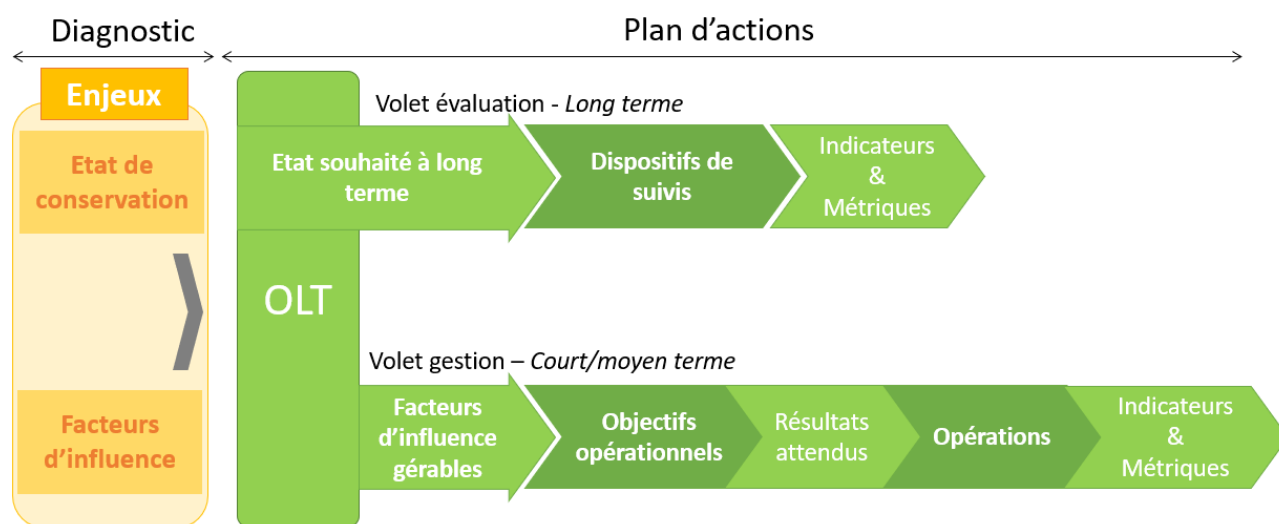 Diagnostic
Plan d’actions
Enjeux
Etat de
conservation
Facteurs
d’influence
OLT
Volet évaluation - Long terme
Etat souhaité à long
terme
Dispositifs de
suivis
Indicateurs
&
Métriques
Volet gestion – Court/moyen terme
Facteurs
d’influence
gérables
Objectifs
opérationnels
Résultats
attendus
Opérations
Indicateurs
&
Métriques